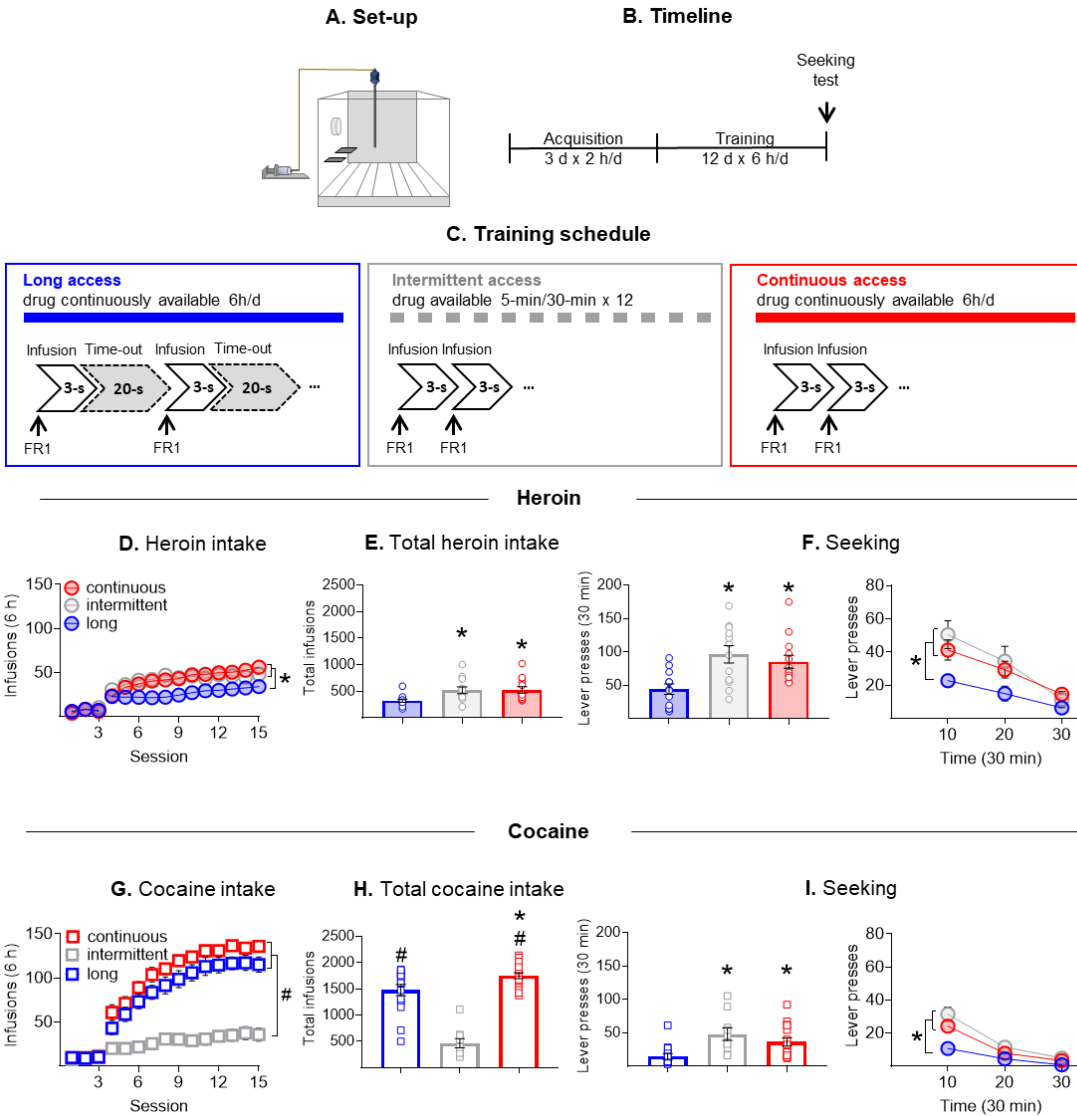 A. Set-up
B. Timeline
Seeking
test
Acquisition
3 d x 2 h/d
Training
12 d x 6 h/d
C. Training schedule
Long access
drug continuously available 6h/d
Infusion Time-out Infusion Time-out
3-s 20-s 3-s 20-s ...
FR1 FR1
Intermittent access
drug available 5-min/30-min x 12
Infusion Infusion
3-s 3-s ...
FR1 FR1
Continuous access
drug continuously available 6h/d
Infusion Infusion
3-s 3-s ...
FR1 FR1
Heroin
D. Heroin intake
Infusions (6 h)
150
100
50
continuous
intermittent
long
*
3 6 9 12 15
Session
E. Total heroin intake
Total infusions
2500
2000
1500
1000
500
* *
F. Seeking
Lever presses (30 min)
200
150
100
50
* *
Lever presses
80
60
40
20
*
10 20 30
Time (30 min)
Cocaine
G. Cocaine intake
Infusions (6 h)
150
100
50
continuous
intermittent
long
#
3 6 9 12 15
Session
H. Total cocaine intake
Total infusions
2500
2000
1500
1000
500
#
*
#
I. Seeking
Lever presses (30 min)
200
150
100
50
* *
Lever presses
80
60
40
20
*
10 20 30
Time (30 min)